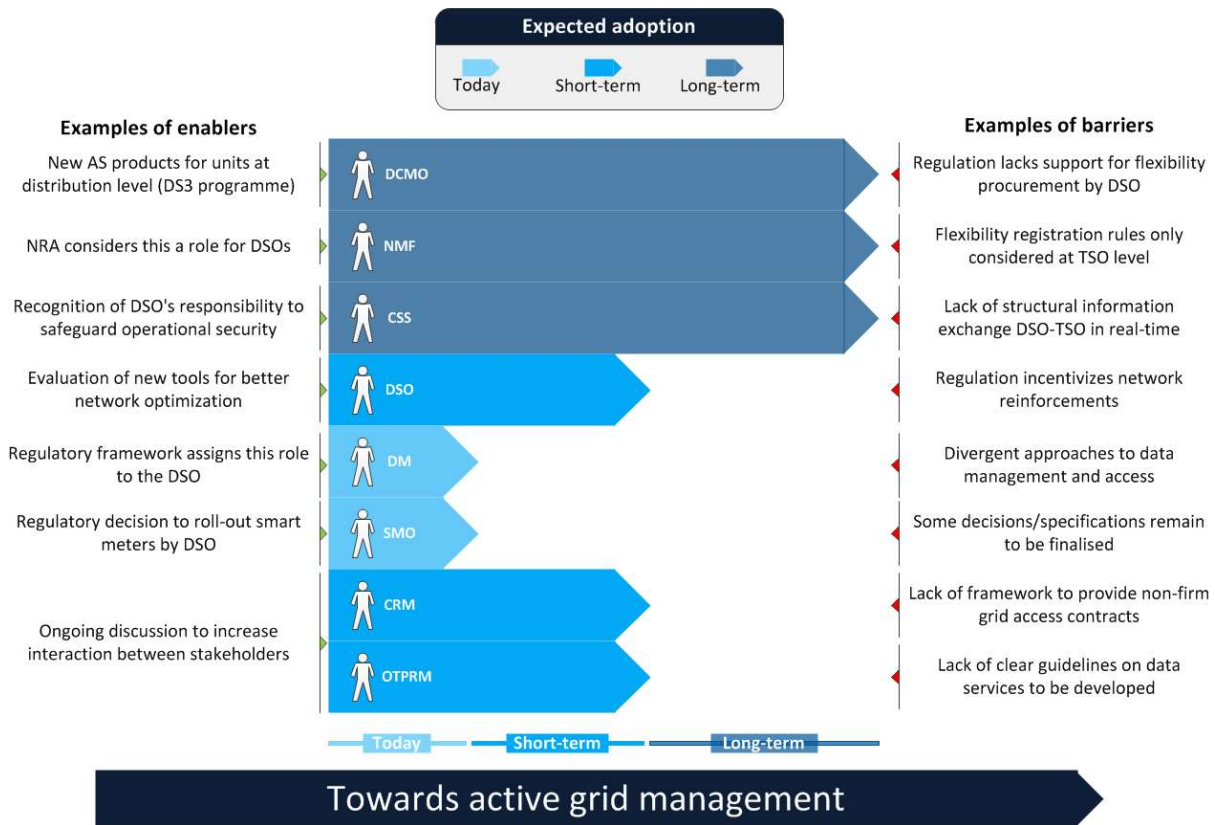 Expected adoption
Today
Short-term
Long-term
Examples of enablers
Examples of barriers
New AS products for units at
distribution level (DS3 programme)
DCMO
Regulation lacks support for flexibility
procurement by DSO
NRA considers this a role for DSOs
NMF
Flexibility registration rules only
considered at TSO level
Recognition of DSO's responsibility to
safeguard operational security
CSS
Lack of structural information
exchange DSO-TSO in real-time
Evaluation of new tools for better
network optimization
DSO
Regulation incentivizes network
reinforcements
Regulatory framework assigns this role
to the DSO
DM
Divergent approaches to data
management and access
Regulatory decision to roll-out smart
meters by DSO
SMO
Some decisions/specifications remain
to be finalised
Ongoing discussion to increase
interaction between stakeholders
CRM
Lack of framework to provide non-firm
grid access contracts
OTPRM
Lack of clear guidelines on data
services to be developed
Today
Short-term
Long-term
Towards active grid management